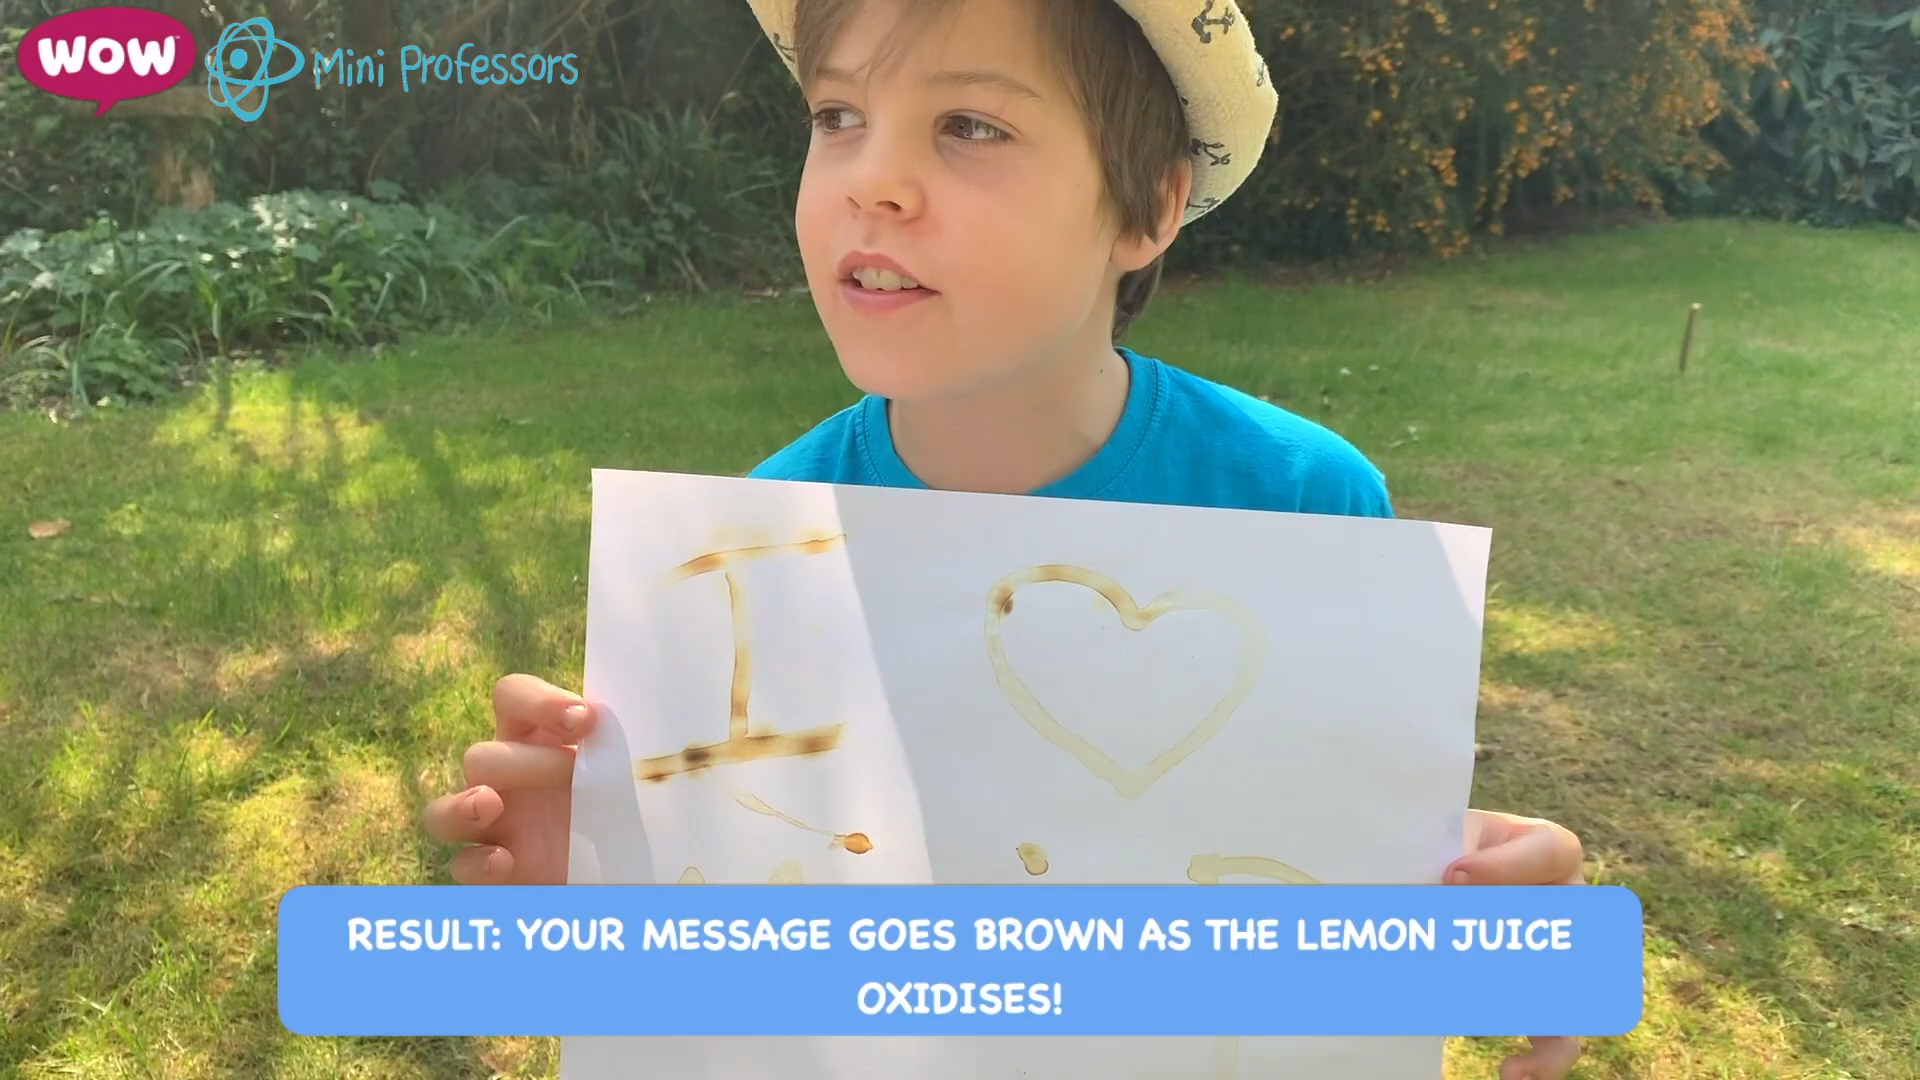 WOW
Mini Professors
I
RESULT: YOUR MESSAGE GOES BROWN AS THE LEMON JUICE
OXIDISES!